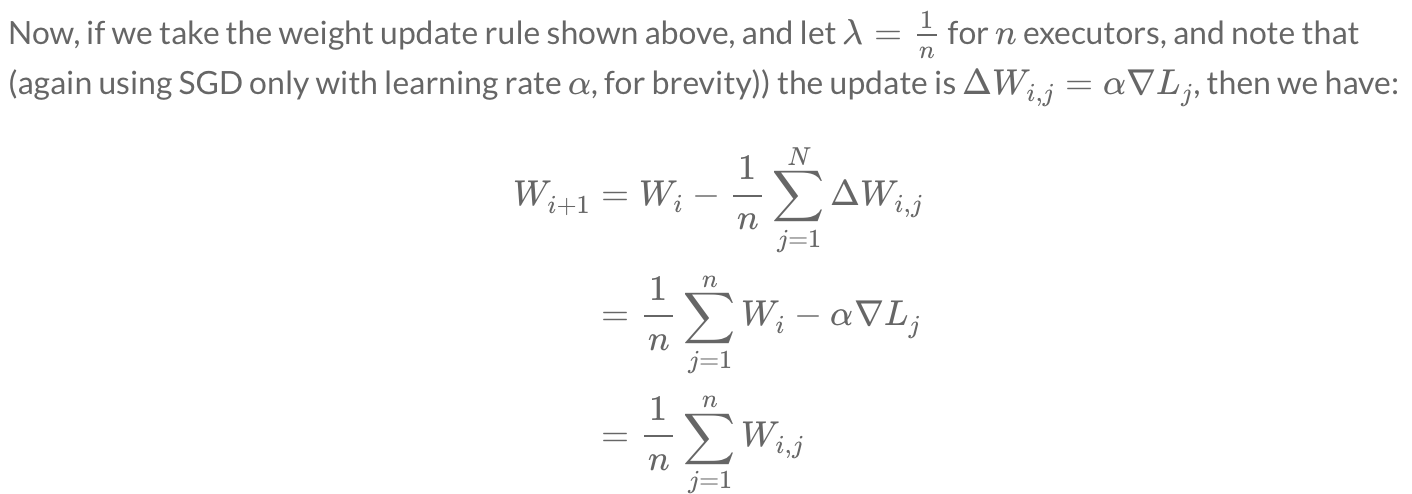 Now, if we take the weight update rule shown above, and let $\lambda = \frac{1}{n}$ for $n$ executors, and note that
(again using SGD only with learning rate $\alpha$, for brevity)) the update is $\Delta W_{i,j} = \alpha \nabla L_j$, then we have:
$W_{i+1} = W_i - \frac{1}{n} \sum_{j=1}^{N} \Delta W_{i,j}$
$= \frac{1}{n} \sum_{j=1}^{n} W_i - \alpha \nabla L_j$
$= \frac{1}{n} \sum_{j=1}^{n} W_{i,j}$